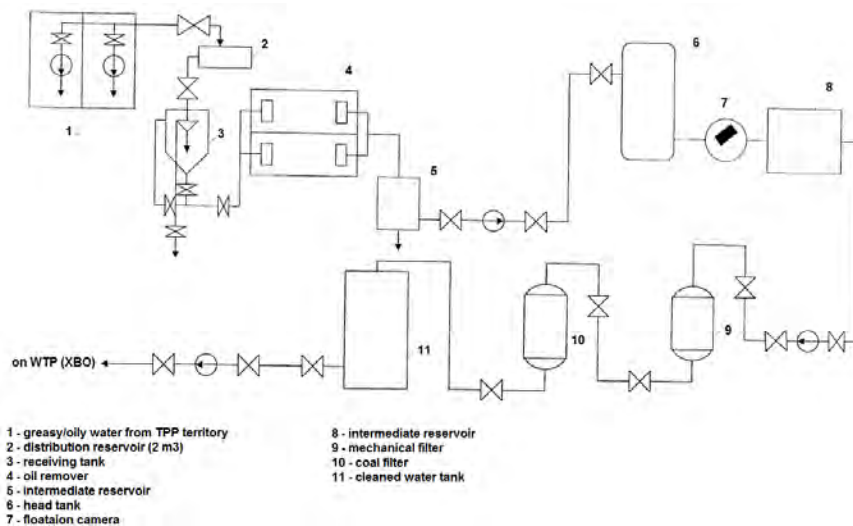 1
2
3
4
5
6
7
8
9
10
11
on WTP (XBO)
1 - greasy/oily water from TPP territory
2 - distribution reservoir (2 m3)
3 - receiving tank
4 - oil remover
5 - intermediate reservoir
6 - head tank
7 - floataion camera
8 - intermediate reservoir
9 - mechanical filter
10 - coal filter
11 - cleaned water tank